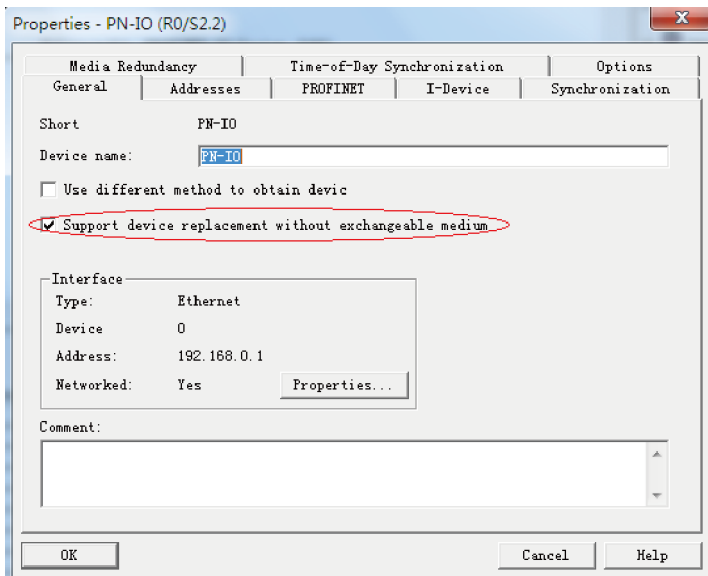 Properties - PN-IO (R0/S2.2)
Media Redundancy Time-of-Day Synchronization Options
General Addresses PROFINET I-Device Synchronization
Short PN-IO
Device name: PN-IO
Use different method to obtain devic
Support device replacement without exchangeable medium
Interface
Type: Ethernet
Device 0
Address: 192.168.0.1
Networked: Yes Properties...
Comment:
OK Cancel Help